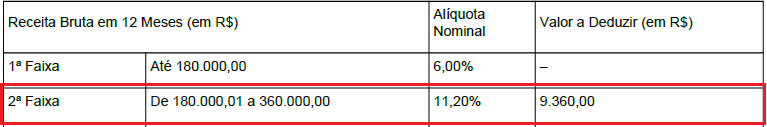 Receita Bruta em 12 Meses (em R$) Alíquota Nominal Valor a Deduzir (em R$)
1ª Faixa Até 180.000,00 6,00% –
2ª Faixa De 180.000,01 a 360.000,00 11,20% 9.360,00